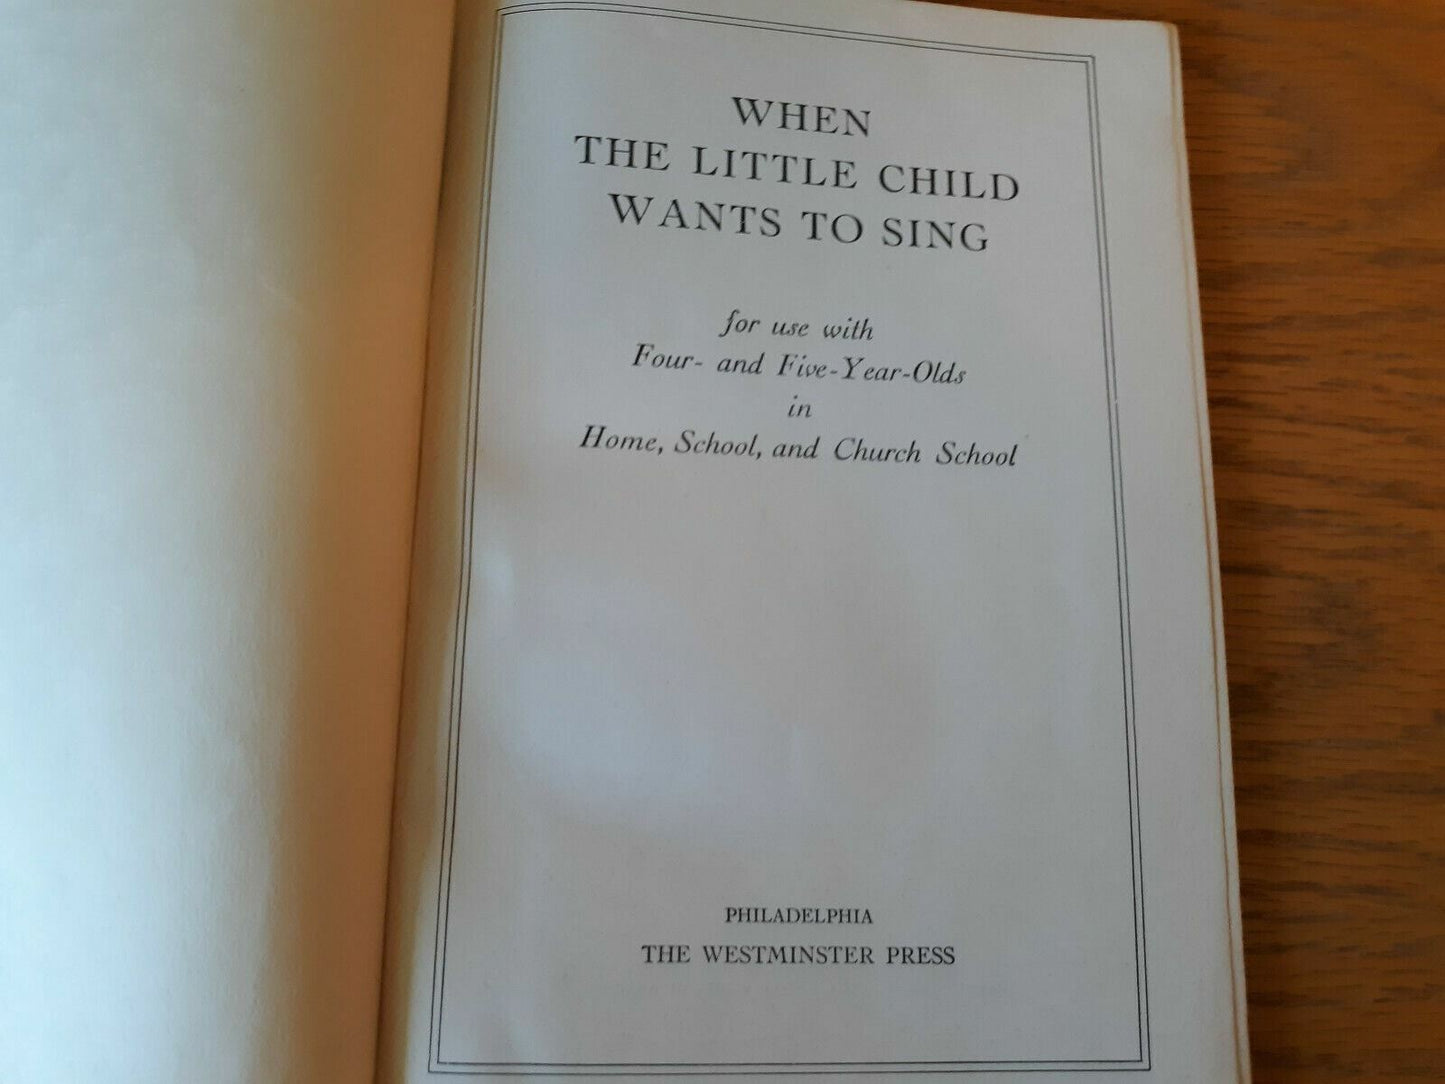 WHEN
THE LITTLE CHILD
WANTS TO SING
for use with
Four- and Five-Year-Olds
in
Home, School, and Church School
PHILADELPHIA
THE WESTMINSTER PRESS